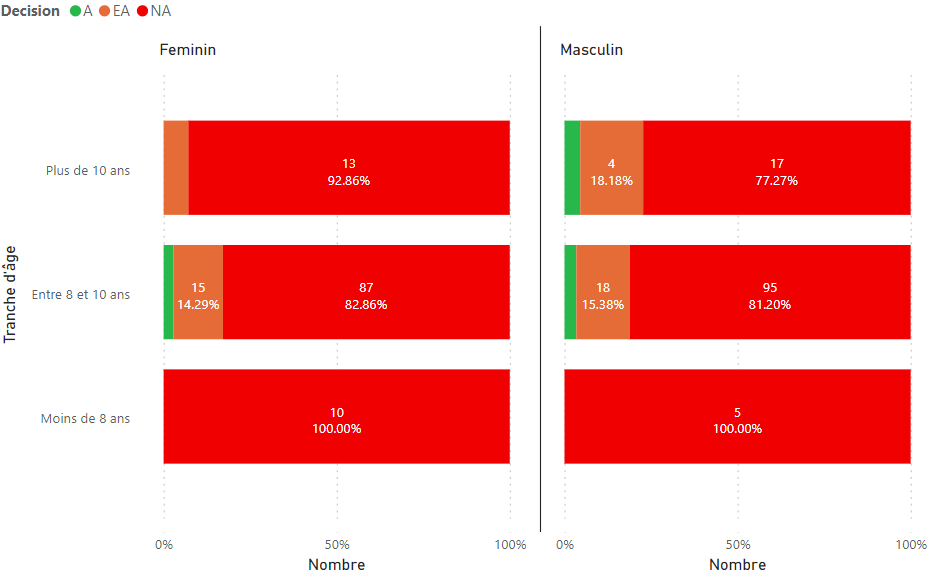 Decision A EA NA
Feminin
Masculin
Tranche d'âge
Plus de 10 ans
13
92.86%
4
18.18%
17
77.27%
Entre 8 et 10 ans
15
14.29%
87
82.86%
18
15.38%
95
81.20%
Moins de 8 ans
10
100.00%
5
100.00%
0% 50% 100%
0% 50% 100%
Nombre
Nombre